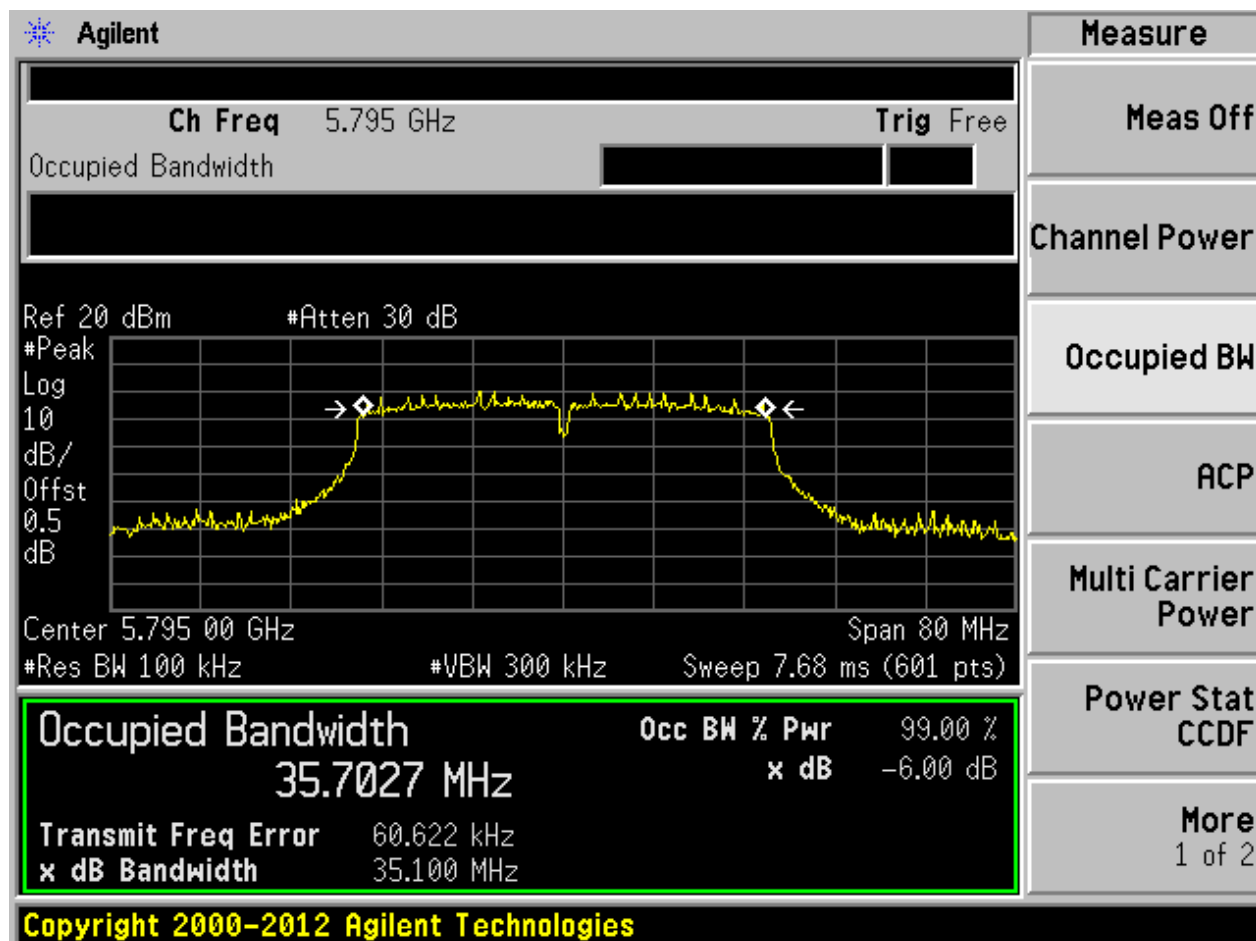 Agilent
Measure
Ch Freq 5.795 GHz Trig Free
Occupied Bandwidth
Meas Off
Channel Power
Occupied BW
ACP
Multi Carrier
Power
Power Stat
CCDF
More
1 of 2
Ref 20 dBm #Atten 30 dB
#Peak
Log
10
dB/
Offst
0.5
dB
Center 5.795 00 GHz Span 80 MHz
#Res BW 100 kHz #VBW 300 kHz Sweep 7.68 ms (601 pts)
Occupied Bandwidth
35.7027 MHz
Occ BW % Pwr 99.00 %
x dB -6.00 dB
Transmit Freq Error 60.622 kHz
x dB Bandwidth 35.100 MHz
Copyright 2000-2012 Agilent Technologies